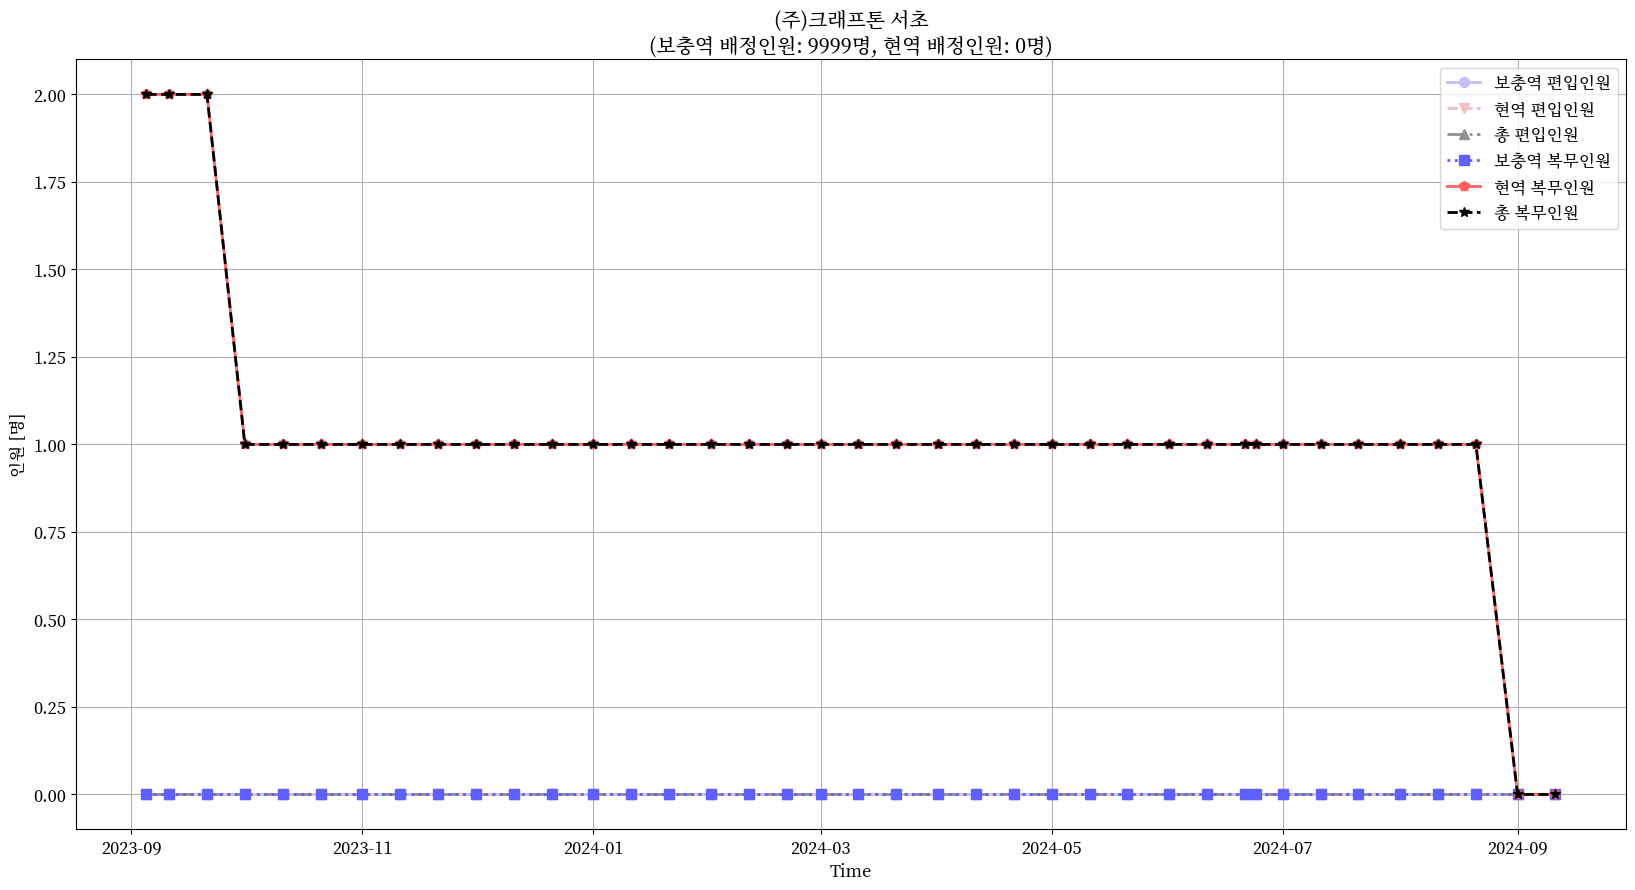 (주)크래프톤 서초
(보충역 배정인원: 9999명, 현역 배정인원: 0명)
보충역 편입인원
현역 편입인원
총 편입인원
보충역 복무인원
현역 복무인원
총 복무인원
인원 [명]
2.00
1.75
1.50
1.25
1.00
0.75
0.50
0.25
0.00
2023-09
2023-11
2024-01
2024-03
2024-05
2024-07
2024-09
Time